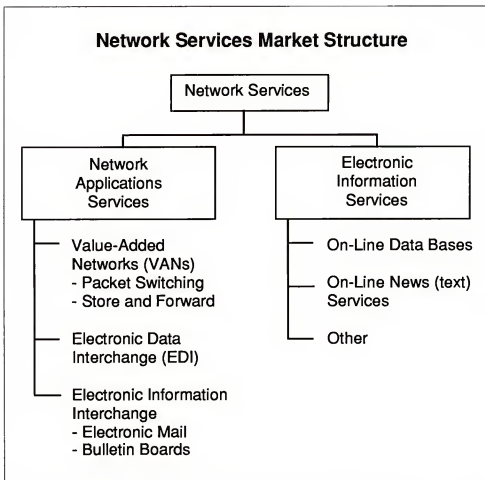 Network Services Market Structure
Network Services
Network
Applications
Services
Value-Added
Networks (VANs)
- Packet Switching
- Store and Forward
Electronic Data
Interchange (EDI)
Electronic Information
Interchange
- Electronic Mail
- Bulletin Boards
Electronic
Information
Services
On-Line Data Bases
On-Line News (text)
Services
Other